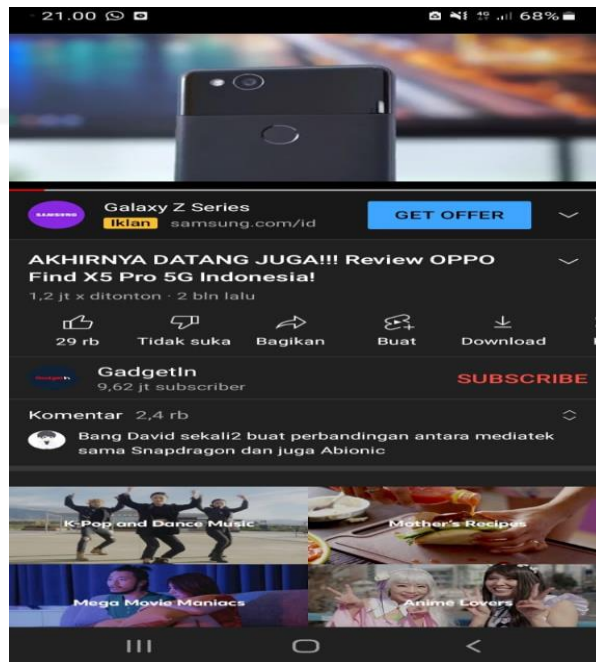 21.00
4G 68%
SAMSUNG
Galaxy Z Series
Iklan samsung.com/id
GET OFFER
AKHIRNYA DATANG JUGA!!! Review OPPO
Find X5 Pro 5G Indonesia!
1,2 jt x ditonton · 2 bln lalu
29 rb Tidak suka Bagikan Buat Download
GadgetIn
GadgetIn
9,62 jt subscriber
SUBSCRIBE
Komentar 2,4 rb
Bang David sekali2 buat perbandingan antara mediatek
sama Snapdragon dan juga Abionic
K-Pop and Dance Music
Mother's Recipes
Mega Movie Maniacs
Anime Lovers